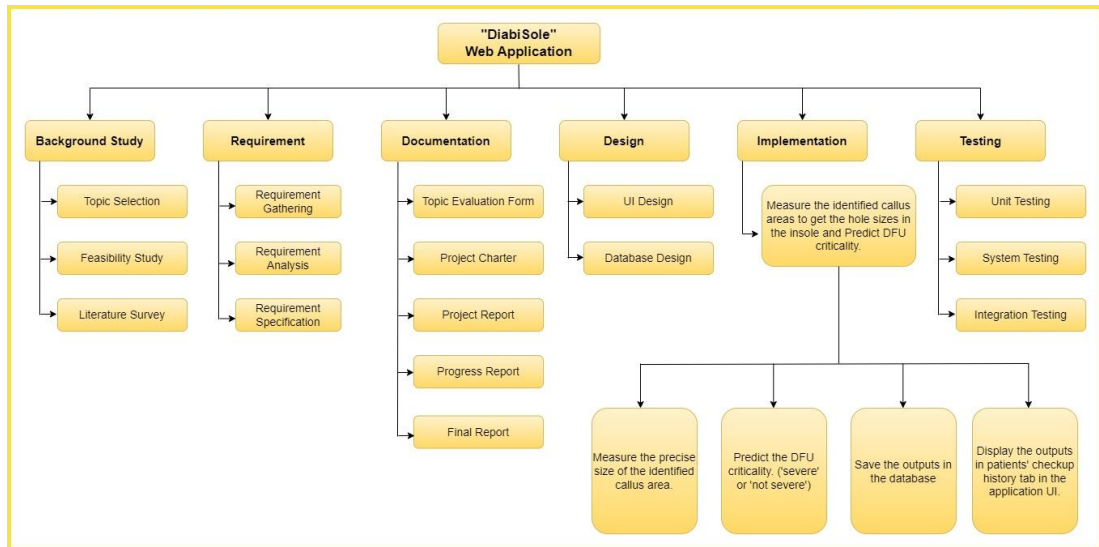 "DiabiSole"
Web Application
Background Study
Requirement
Documentation
Design
Implementation
Testing
Topic Selection
Feasibility Study
Literature Survey
Requirement
Gathering
Requirement
Analysis
Requirement
Specification
Topic Evaluation Form
Project Charter
Project Report
Progress Report
Final Report
UI Design
Database Design
Measure the identified callus
areas to get the hole sizes in
the insole and Predict DFU
criticality.
Unit Testing
System Testing
Integration Testing
Measure the precise
size of the identified
callus area.
Predict the DFU
criticality. ('severe'
or 'not severe')
Save the outputs in
the database
Display the outputs
in patients' checkup
history tab in the
application UI.